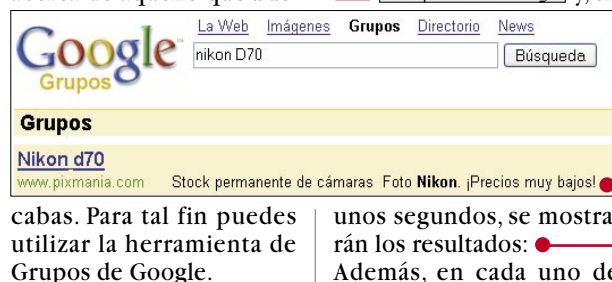 La Web Imágenes Grupos Directorio News
Google
Grupos
nikon D70
Búsqueda
Grupos
Nikon d70
www.pixmania.com Stock permanente de cámaras Foto Nikon. ¡Precios muy bajos!
cabas. Para tal fin puedes
utilizar la herramienta de
Grupos de Google.
unos segundos, se mostra
rán los resultados:
Además, en cada uno de